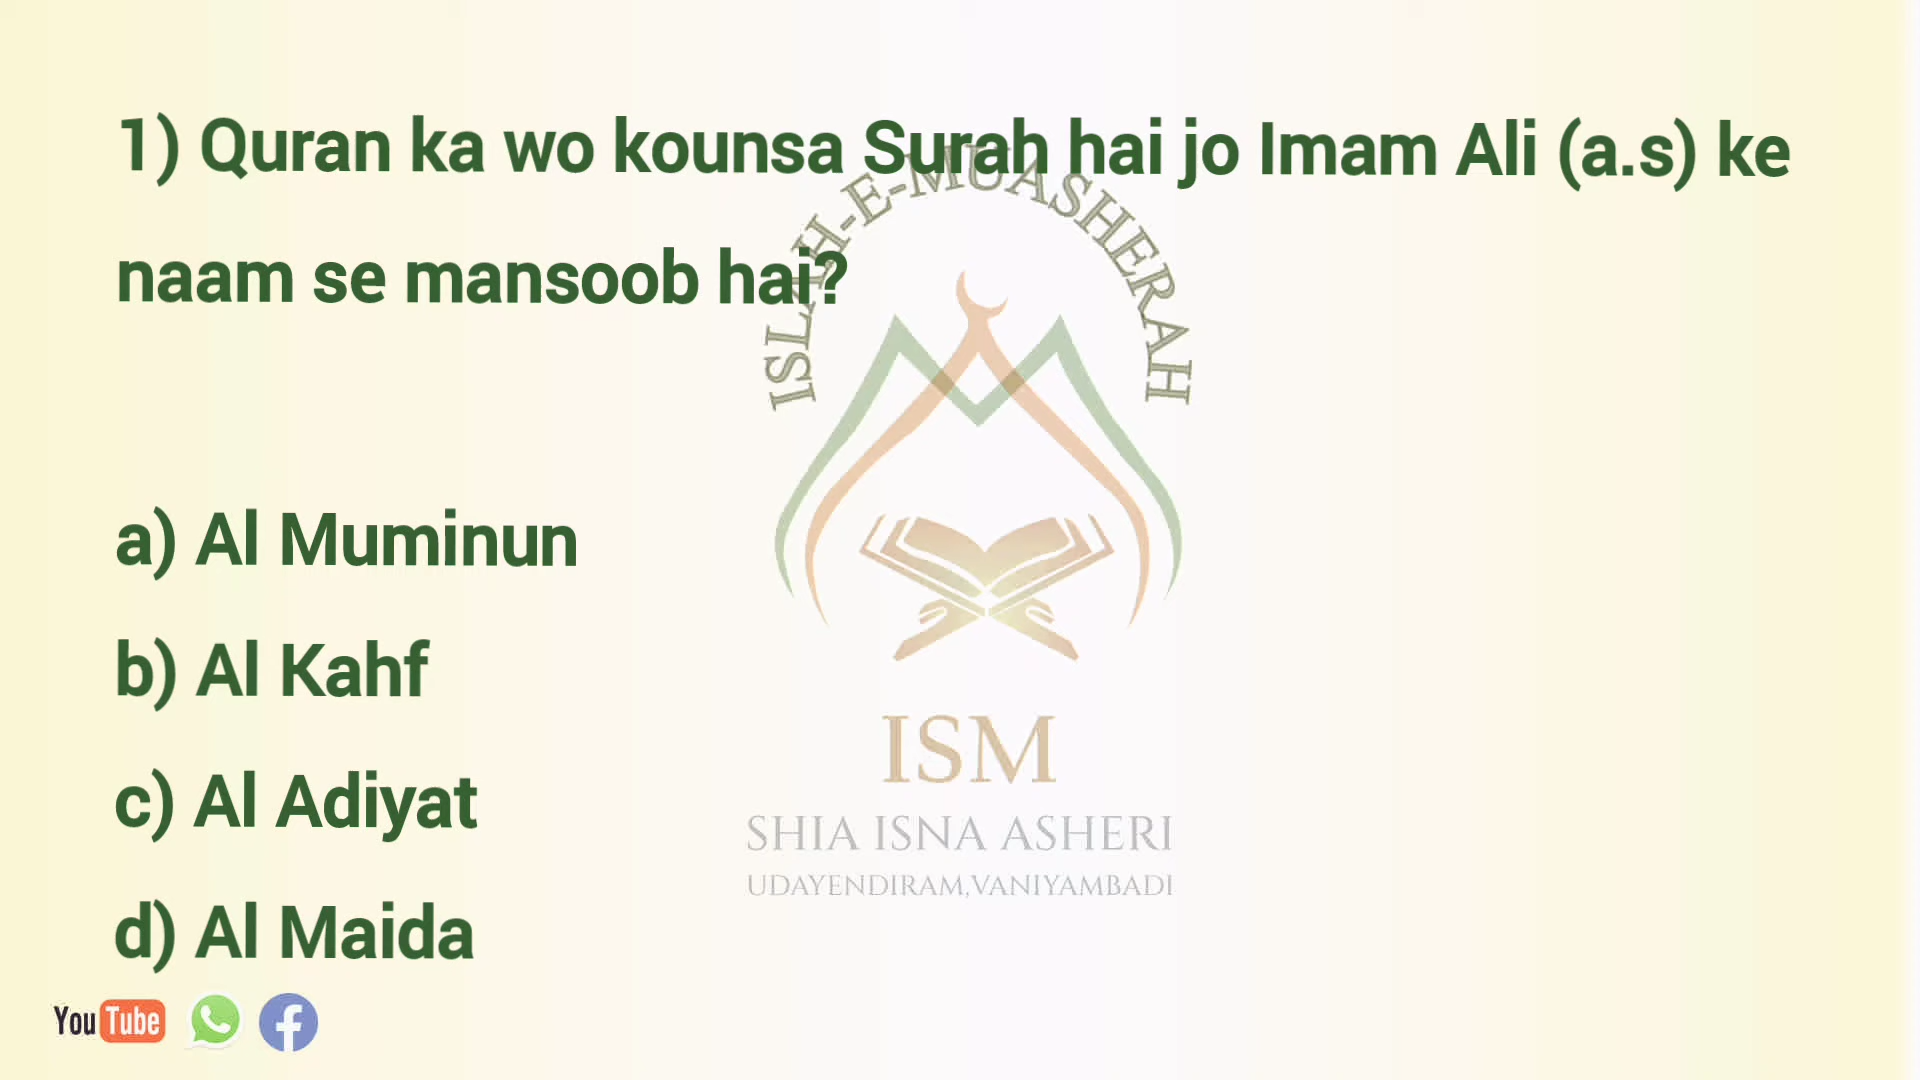 1) Quran ka wo kounsa Surah hai jo Imam Ali (a.s) ke
naam se mansoob hai?
ISLAH-E-MUASHERAH
a) Al Muminun
b) Al Kahf
c) Al Adiyat
d) Al Maida
ISM
SHIA ISNA ASHERI
UDAYENDIRAM,VANIYAMBADI
YouTube